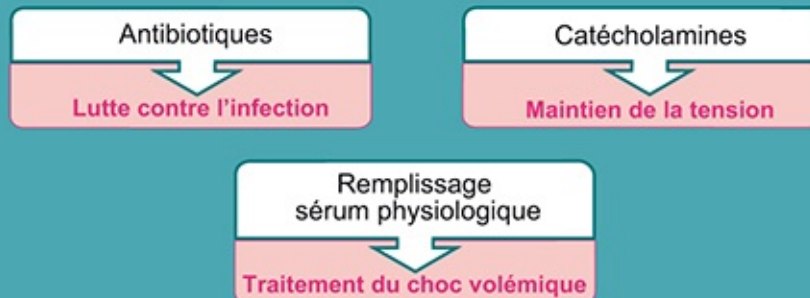 Antibiotiques
Lutte contre l'infection
Catécholamines
Maintien de la tension
Remplissage
sérum physiologique
Traitement du choc volémique